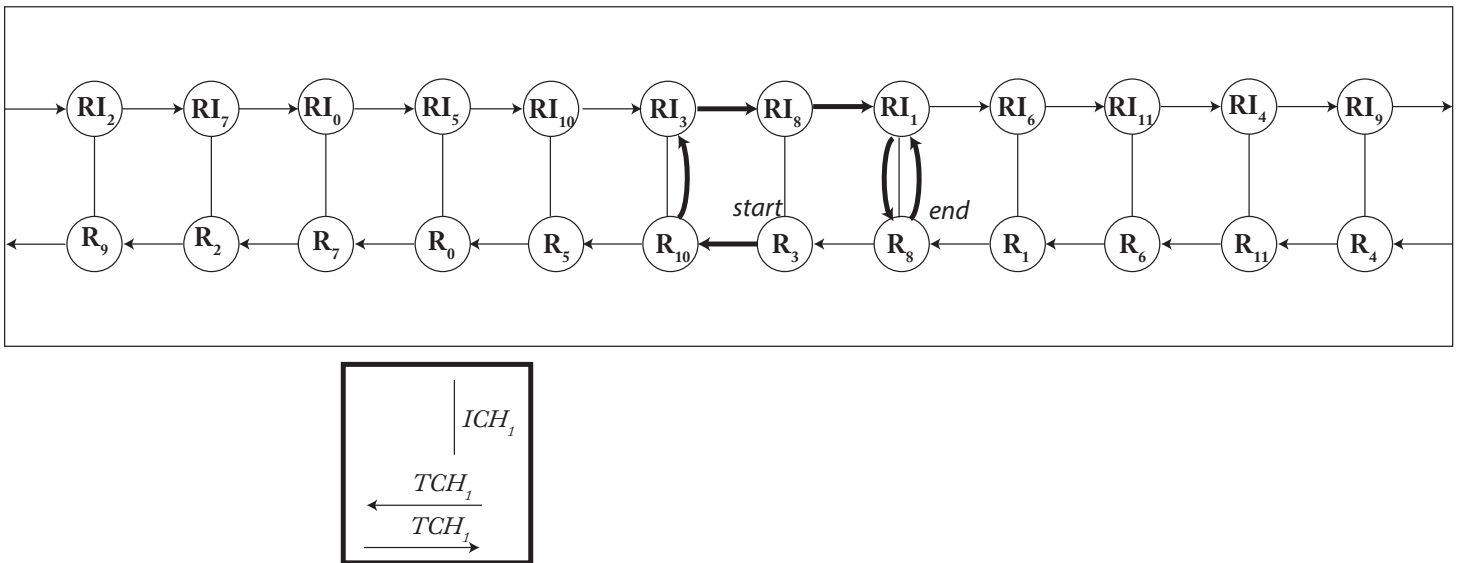 RI₂ RI₇ RI₀ RI₅ RI₁₀ RI₃ RI₈ RI₁ RI₆ RI₁₁ RI₄ RI₉
start end
R₉ R₂ R₇ R₀ R₅ R₁₀ R₃ R₈ R₁ R₆ R₁₁ R₄
ICH₁
TCH₁
TCH₁